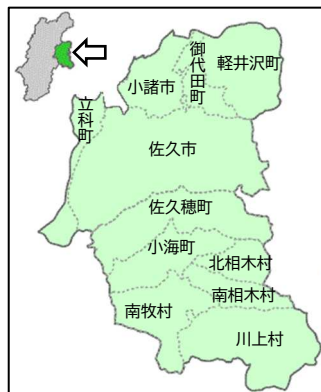 御代田町
軽井沢町
小諸市
立科町
佐久市
佐久穂町
小海町
北相木村
南相木村
南牧村
川上村